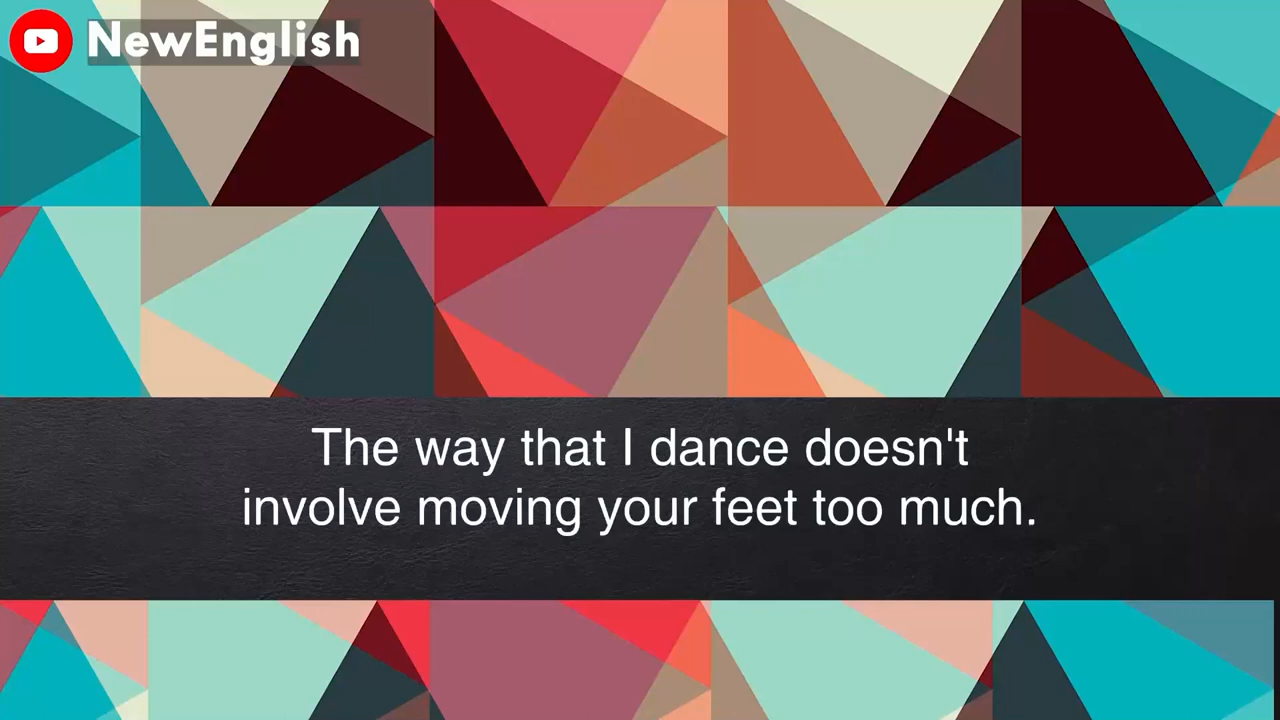 NewEnglish
The way that I dance doesn't
involve moving your feet too much.